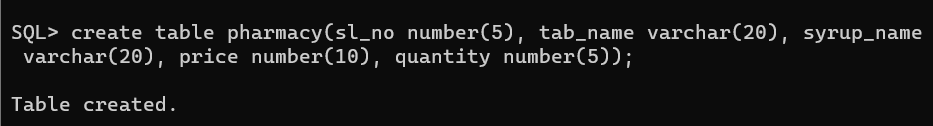 SQL> create table pharmacy(sl_no number(5), tab_name varchar(20), syrup_name
varchar(20), price number(10), quantity number(5));
Table created.